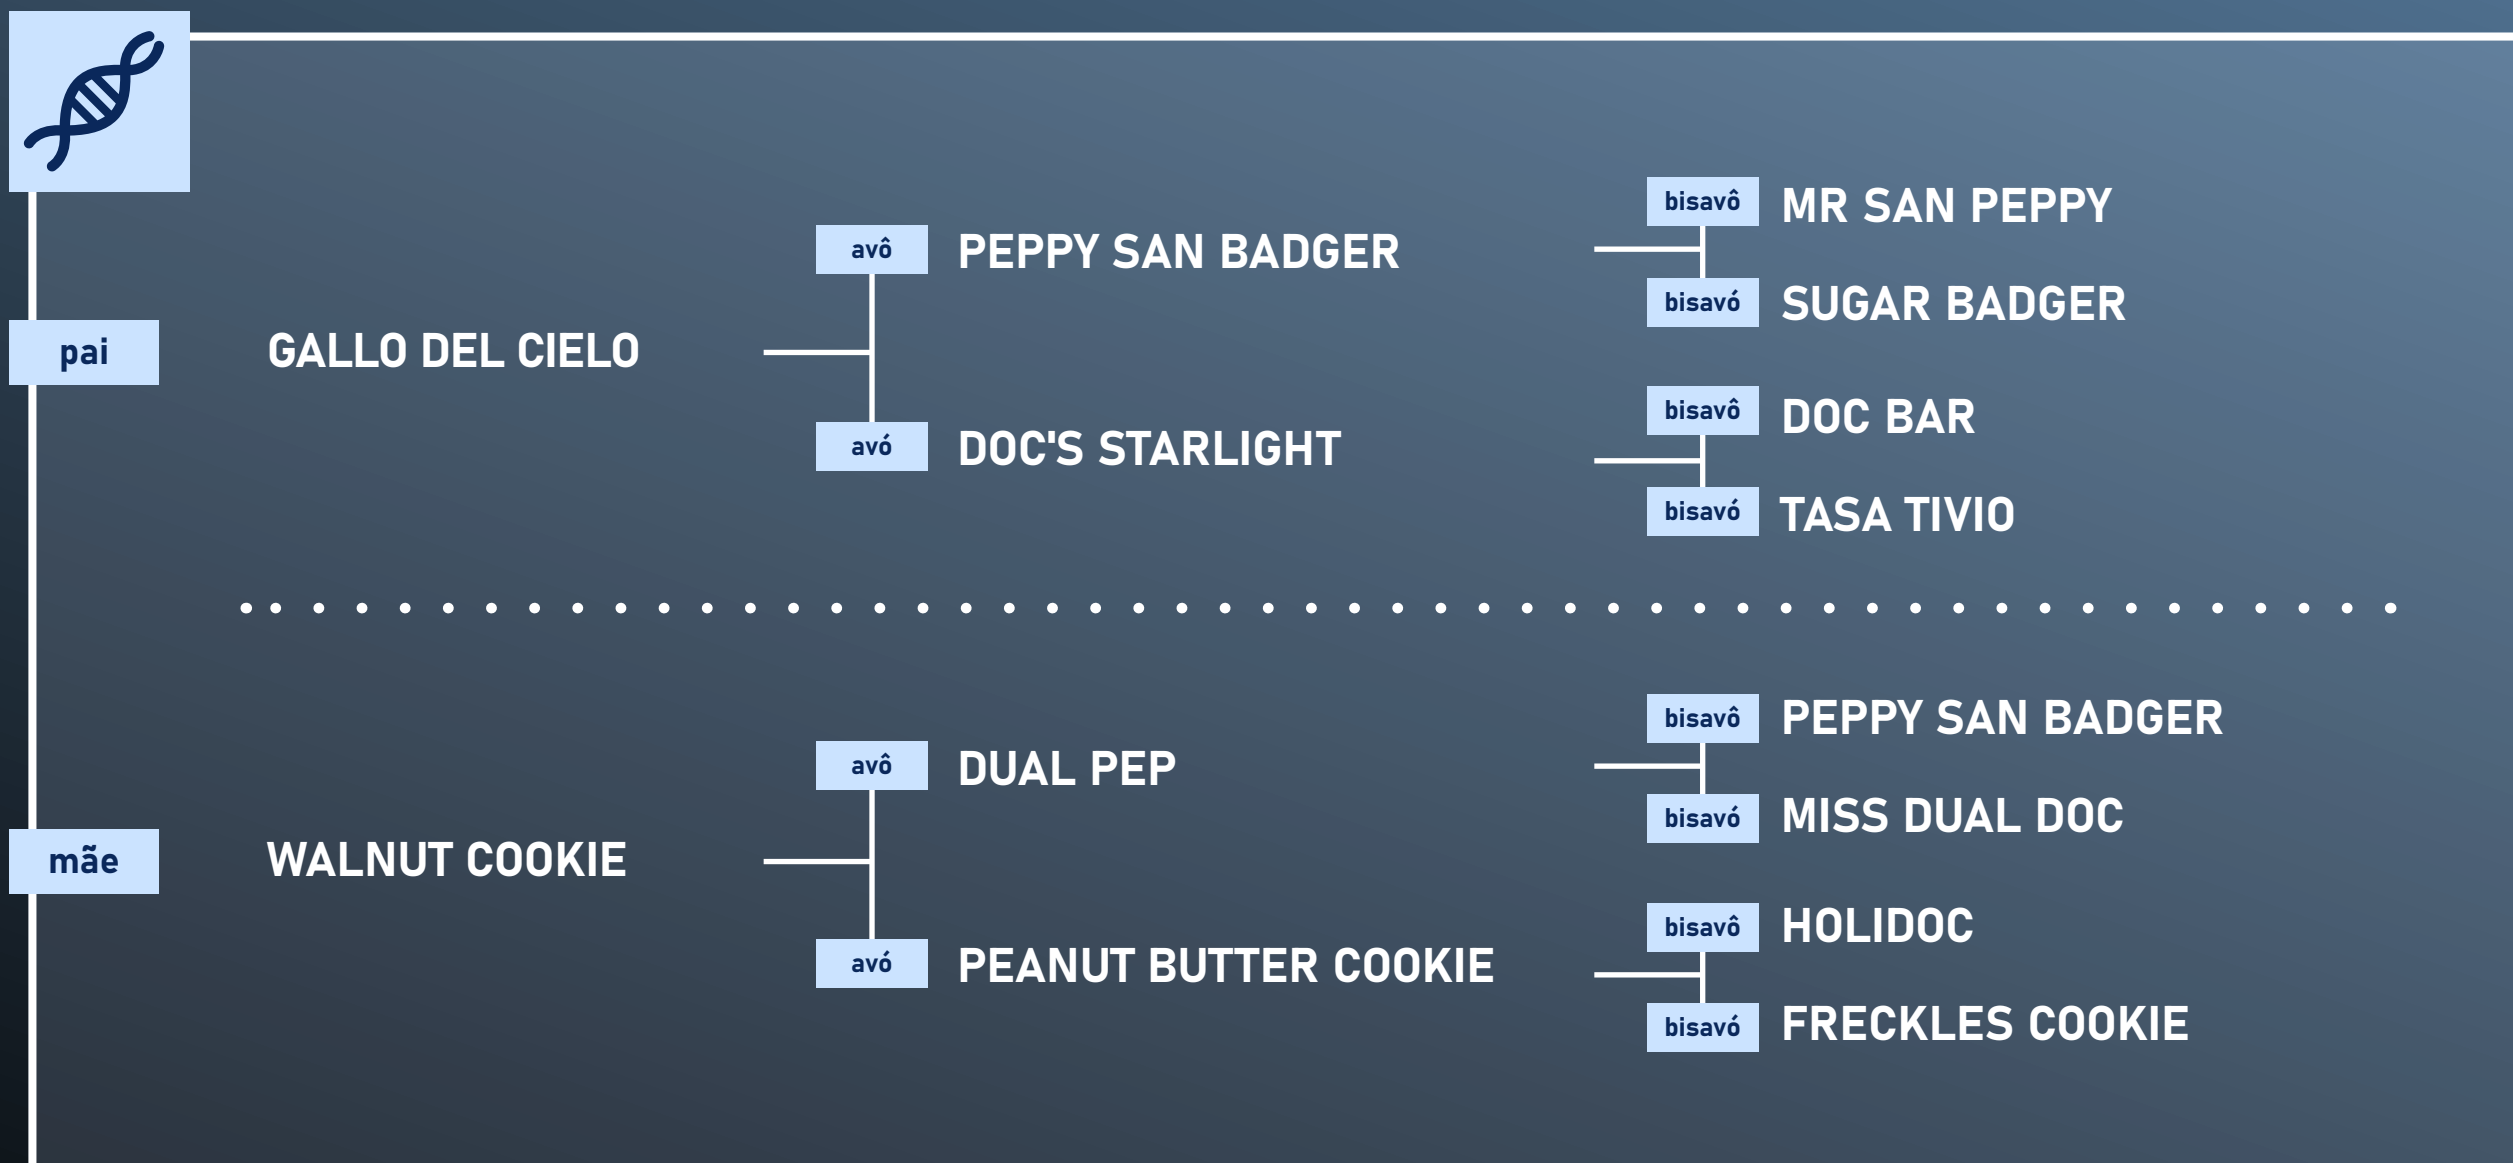 pai
GALLO DEL CIELO
avô
PEPPY SAN BADGER
bisavô
MR SAN PEPPY
bisavó
SUGAR BADGER
avó
DOC'S STARLIGHT
bisavô
DOC BAR
bisavó
TASA TIVIO
mãe
WALNUT COOKIE
avô
DUAL PEP
bisavô
PEPPY SAN BADGER
bisavó
MISS DUAL DOC
avó
PEANUT BUTTER COOKIE
bisavô
HOLIDOC
bisavó
FRECKLES COOKIE